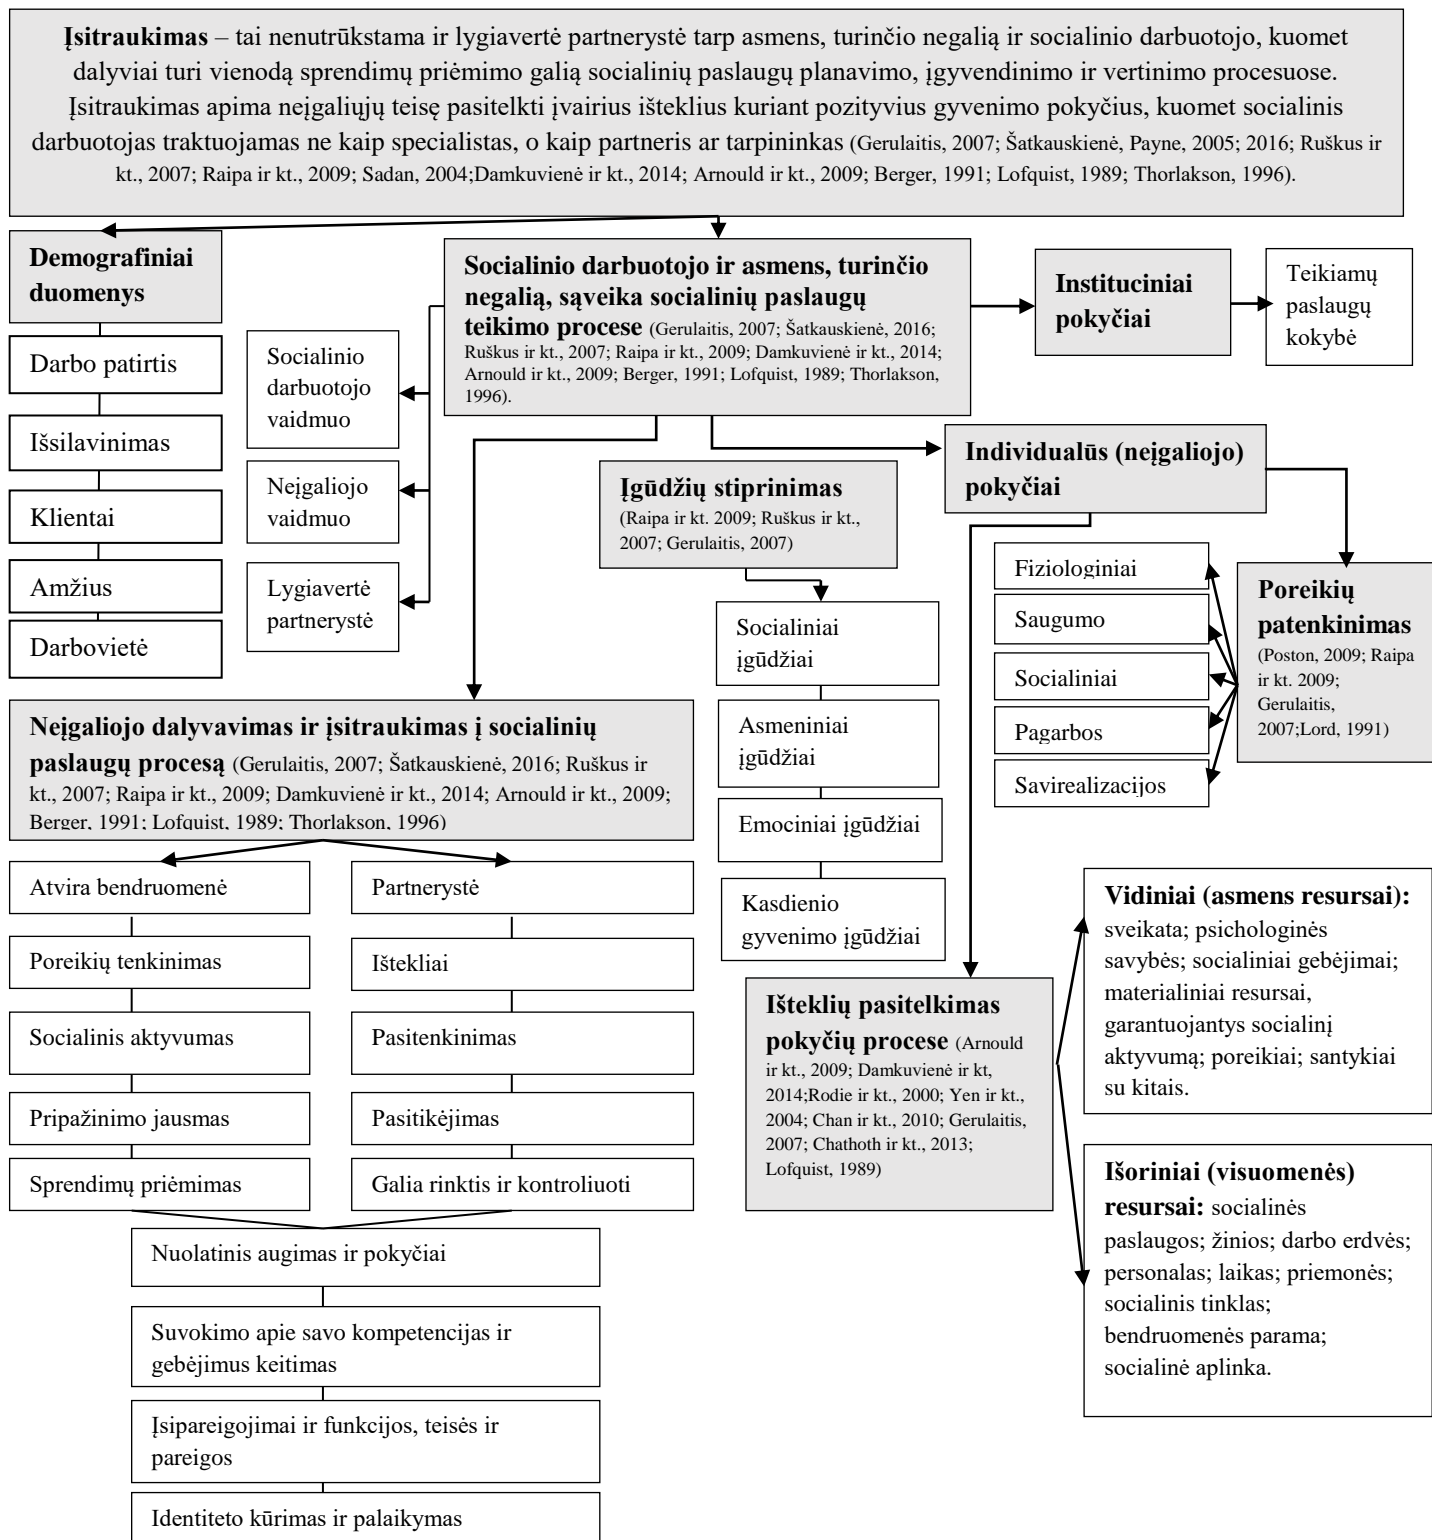 Įsitraukimas – tai nenutrūkstama ir lygiavertė partnerystė tarp asmens, turinčio negalią ir socialinio darbuotojo, kuomet
dalyviai turi vienodą sprendimų priėmimo galią socialinių paslaugų planavimo, įgyvendinimo ir vertinimo procesuose.
Įsitraukimas apima neįgaliųjų teisę pasitelkti įvairius išteklius kuriant pozityvius gyvenimo pokyčius, kuomet socialinis
darbuotojas traktuojamas ne kaip specialistas, o kaip partneris ar tarpininkas (Gerulaitis, 2007; Šatkauskienė, Payne, 2005; 2016; Ruškus ir
kt., 2007; Raipa ir kt., 2009; Sadan, 2004;Damkuvienė ir kt., 2014; Arnould ir kt., 2009; Berger, 1991; Lofquist, 1989; Thorlakson, 1996).
Demografiniai
duomenys
Darbo patirtis
Išsilavinimas
Klientai
Amžius
Darbovietė
Socialinio darbuotojo ir asmens, turinčio
negalią, sąveika socialinių paslaugų
teikimo procese (Gerulaitis, 2007; Šatkauskienė, 2016;
Ruškus ir kt., 2007; Raipa ir kt., 2009; Damkuvienė ir kt., 2014;
Arnould ir kt., 2009; Berger, 1991; Lofquist, 1989; Thorlakson,
1996).
Instituciniai
pokyčiai
Teikiamų
paslaugų
kokybė
Socialinio
darbuotojo
vaidmuo
Neįgaliojo
vaidmuo
Lygiavertė
partnerystė
Įgūdžių stiprinimas
(Raipa ir kt. 2009; Ruškus ir kt.,
2007; Gerulaitis, 2007)
Socialiniai
įgūdžiai
Asmeniniai
įgūdžiai
Emociniai įgūdžiai
Kasdienio
gyvenimo įgūdžiai
Individualūs (neįgaliojo)
pokyčiai
Fiziologiniai
Saugumo
Socialiniai
Pagarbos
Savirealizacijos
Poreikių
patenkinimas
(Poston, 2009; Raipa
ir kt. 2009;
Gerulaitis,
2007;Lord, 1991)
Neįgaliojo dalyvavimas ir įsitraukimas į socialinių
paslaugų procesą (Gerulaitis, 2007; Šatkauskienė, 2016; Ruškus ir
kt., 2007; Raipa ir kt., 2009; Damkuvienė ir kt., 2014; Arnould ir kt., 2009;
Berger, 1991; Lofquist, 1989; Thorlakson, 1996)
Atvira bendruomenė
Poreikių tenkinimas
Socialinis aktyvumas
Pripažinimo jausmas
Sprendimų priėmimas
Partnerystė
Ištekliai
Pasitenkinimas
Pasitikėjimas
Galia rinktis ir kontroliuoti
Nuolatinis augimas ir pokyčiai
Suvokimo apie savo kompetencijas ir
gebėjimus keitimas
Įsipareigojimai ir funkcijos, teisės ir
pareigos
Identiteto kūrimas ir palaikymas
Išteklių pasitelkimas
pokyčių procese (Arnould
ir kt., 2009; Damkuvienė ir kt,
2014;Rodie ir kt., 2000; Yen ir kt.,
2004; Chan ir kt., 2010; Gerulaitis,
2007; Chathoth ir kt., 2013;
Lofquist, 1989)
Vidiniai (asmens resursai):
sveikata; psichologinės
savybės; socialiniai gebėjimai;
materialiniai resursai,
garantuojantys socialinį
aktyvumą; poreikiai; santykiai
su kitais.
Išoriniai (visuomenės)
resursai: socialinės
paslaugos; žinios; darbo erdvės;
personalas; laikas; priemonės;
socialinis tinklas;
bendruomenės parama;
socialinė aplinka.